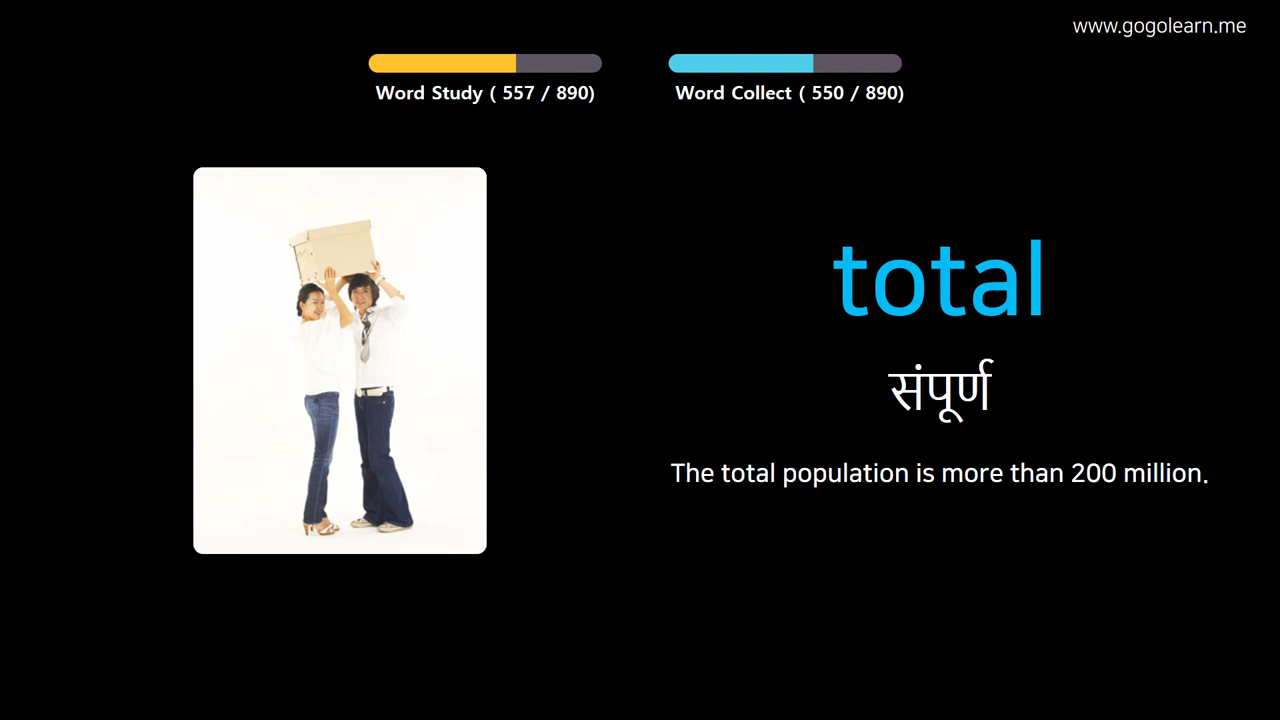 www.gogolearn.me
Word Study ( 557 / 890)
Word Collect ( 550 / 890)
total
संपूर्ण
The total population is more than 200 million.